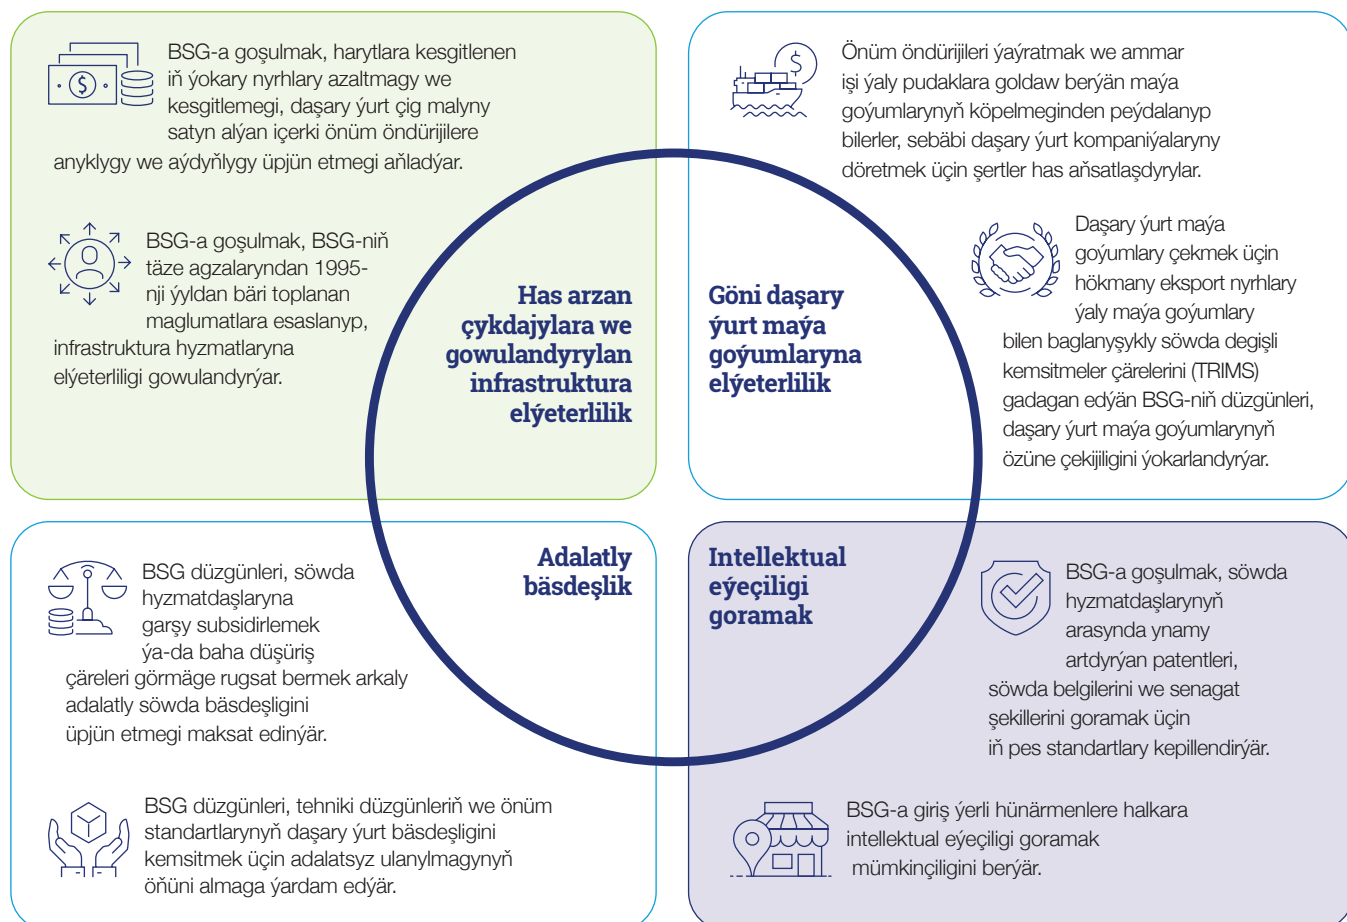 BSG-a goşulmak, harytlara kesgitlenen
iň ýokary nyrhlary azaltmagy we
kesgitlemegi, daşary ýurt çig malyny
satyn alýan içerki önüm öndürijilere
anyklygy we aýdyňlygy üpjün etmegi aňladýar.
BSG-a goşulmak, BSG-niň
täze agzalaryndan 1995-
nji ýyldan bäri toplanan
maglumatlara esaslanyp,
infrastruktura hyzmatlaryna
elýeterliligi gowulandyrýar.
Has arzan
çykdajylara we
gowulandyrylan
infrastruktura
elýeterlilik
Önüm öndürijileri ýaýratmak we ammar
işi ýaly pudaklara goldaw berýän maýa
goýumlarynyň köpelmeginden peýdalanyp
bilerler, sebäbi daşary ýurt kompaniýalaryny
döretmek üçin şertler has aňsatlaşdyrylar.
Daşary ýurt maýa
goýumlary çekmek üçin
hökmany eksport nyrhlary
ýaly maýa goýumlary
bilen baglanyşykly söwda degişli
kemsitmeler çärelerini (TRIMS)
gadagan edýän BSG-niň düzgünleri,
daşary ýurt maýa goýumlarynyň
özüne çekijiligini ýokarlandyrýar.
Göni daşary
ýurt maýa
goýumlaryna
elýeterlilik
Adalatly
bäsdeşlik
BSG düzgünleri, söwda
hyzmatdaşlaryna
garşy subsidirlemek
ýa-da baha düşüriş
çäreleri görmäge rugsat bermek arkaly
adalatly söwda bäsdeşligini
üpjün etmegi maksat edinýär.
BSG düzgünleri, tehniki düzgünleriň we önüm
standartlarynyň daşary ýurt bäsdeşligini
kemsitmek üçin adalatsyz ulanylmagynyň
öňüni almaga ýardam edýär.
Intellektual
eýeçiligi
goramak
BSG-a goşulmak, söwda
hyzmatdaşlarynyň
arasynda ynamy
artdyrýan patentleri,
söwda belgilerini we senagat
şekillerini goramak üçin
iň pes standartlary kepillendirýär.
BSG-a giriş ýerli hünärmenlere halkara
intellektual eýeçiligi goramak
mümkinçiligini berýär.